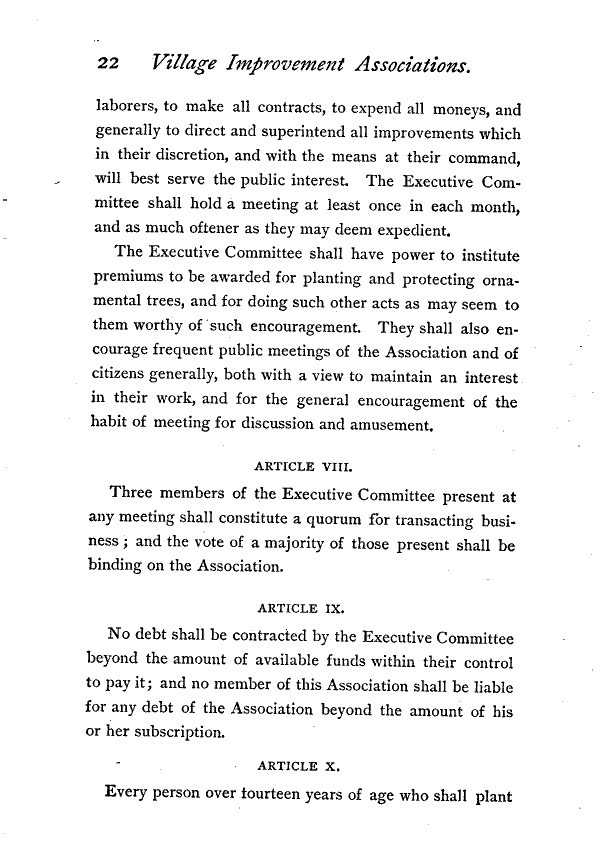 22 Village Improvement Associations.
laborers, to make all contracts, to expend all moneys, and
generally to direct and superintend all improvements which
in their discretion, and with the means at their command,
will best serve the public interest. The Executive Com-
mittee shall hold a meeting at least once in each month,
and as much oftener as they may deem expedient.
The Executive Committee shall have power to institute
premiums to be awarded for planting and protecting orna-
mental trees, and for doing such other acts as may seem to
them worthy of such encouragement. They shall also en-
courage frequent public meetings of the Association and of
citizens generally, both with a view to maintain an interest
in their work, and for the general encouragement of the
habit of meeting for discussion and amusement.
ARTICLE VIII.
Three members of the Executive Committee present at
any meeting shall constitute a quorum for transacting busi-
ness ; and the vote of a majority of those present shall be
binding on the Association.
ARTICLE IX.
No debt shall be contracted by the Executive Committee
beyond the amount of available funds within their control
to pay it; and no member of this Association shall be liable
for any debt of the Association beyond the amount of his
or her subscription.
ARTICLE X.
Every person over fourteen years of age who shall plant